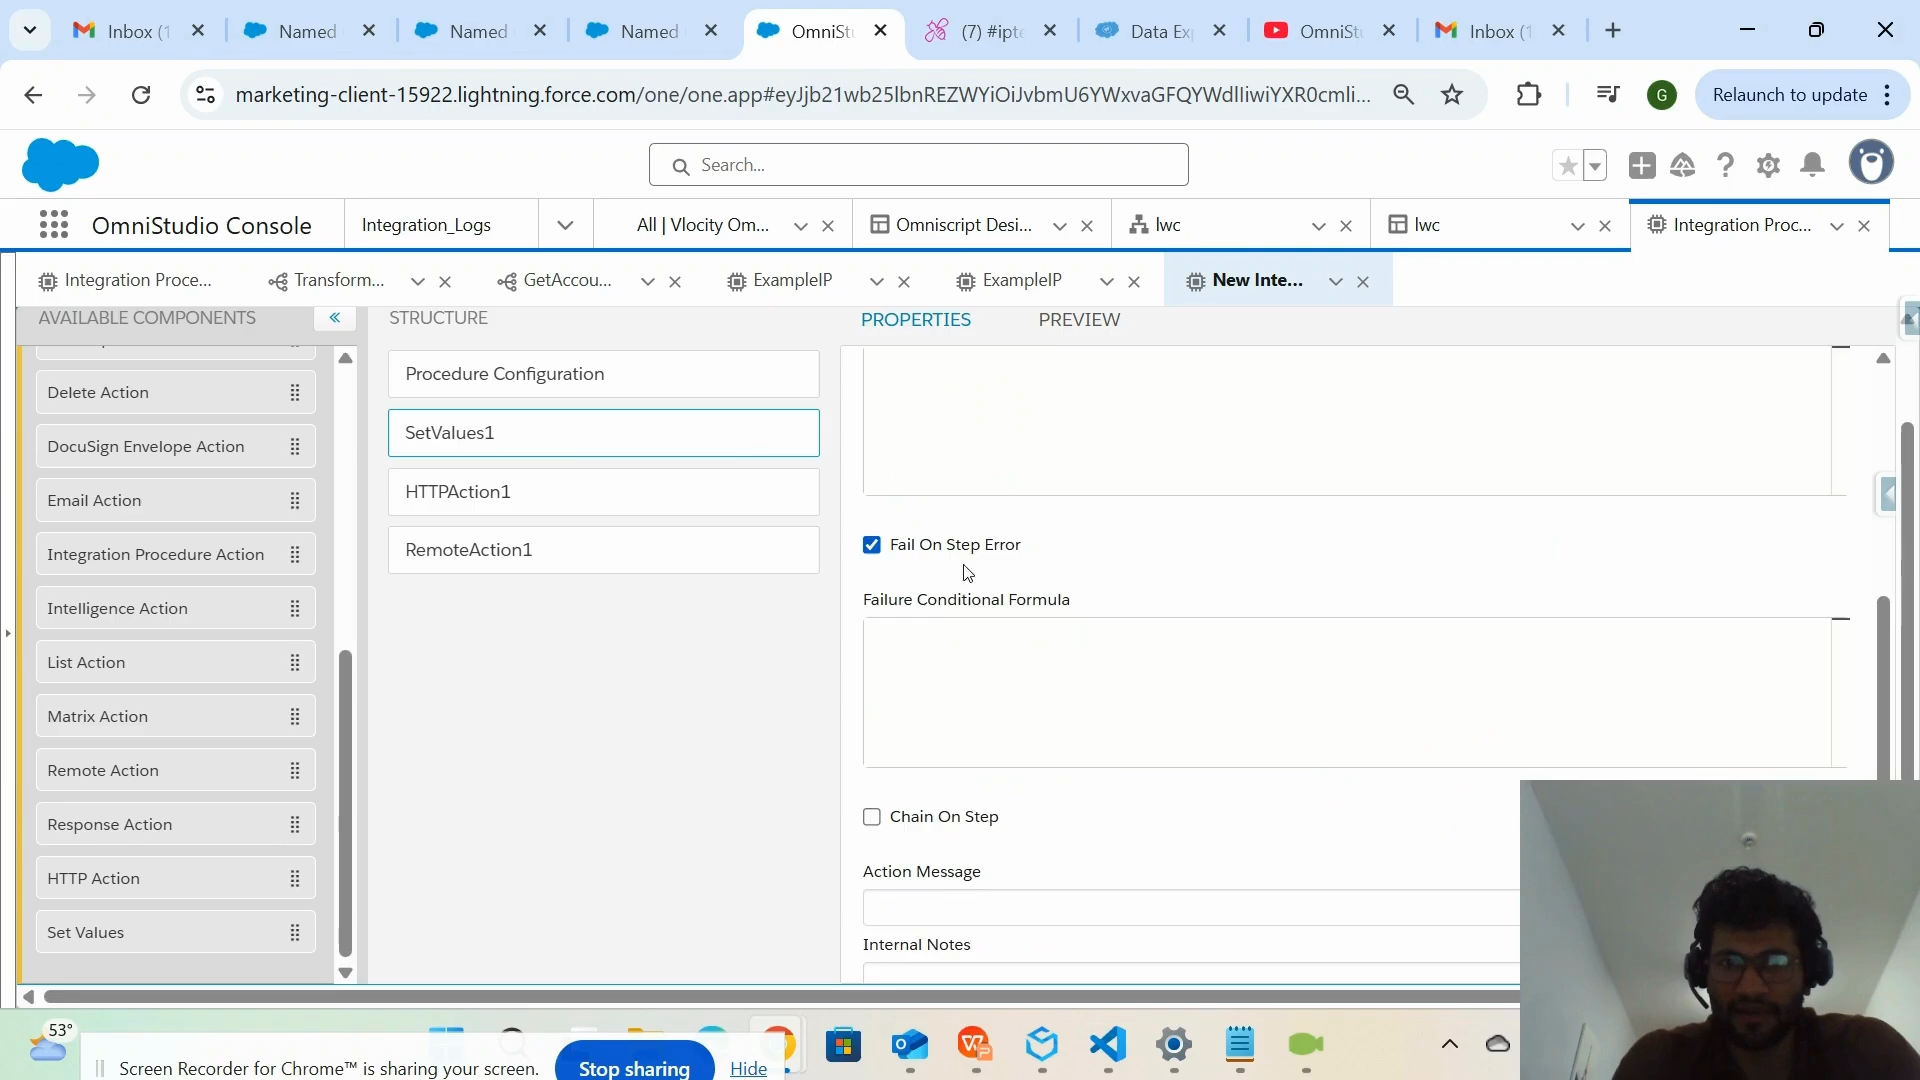 Inbox (1
Named
Named
Named
OmniStu
(7) #ipte
Data Exp
OmniStu
Inbox (1
marketing-client-15922.lightning.force.com/one/one.app#eyJjb21wb25lbnREZWYiOiJvbmU6YWxvaGFQYWdlIiwiYXR0cmli...
G
Relaunch to update
Search...
OmniStudio Console
Integration_Logs
All | Vlocity Om...
Omniscript Desi...
lwc
lwc
Integration Proc...
Integration Proce...
Transform...
GetAccou...
ExampleIP
ExampleIP
New Inte...
AVAILABLE COMPONENTS
STRUCTURE
PROPERTIES
PREVIEW
Delete Action
DocuSign Envelope Action
Email Action
Integration Procedure Action
Intelligence Action
List Action
Matrix Action
Remote Action
Response Action
HTTP Action
Set Values
Procedure Configuration
SetValues1
HTTPAction1
RemoteAction1
Fail On Step Error
Failure Conditional Formula
Chain On Step
Action Message
Internal Notes
53°
Screen Recorder for Chrome™ is sharing your screen.
Stop sharing
Hide